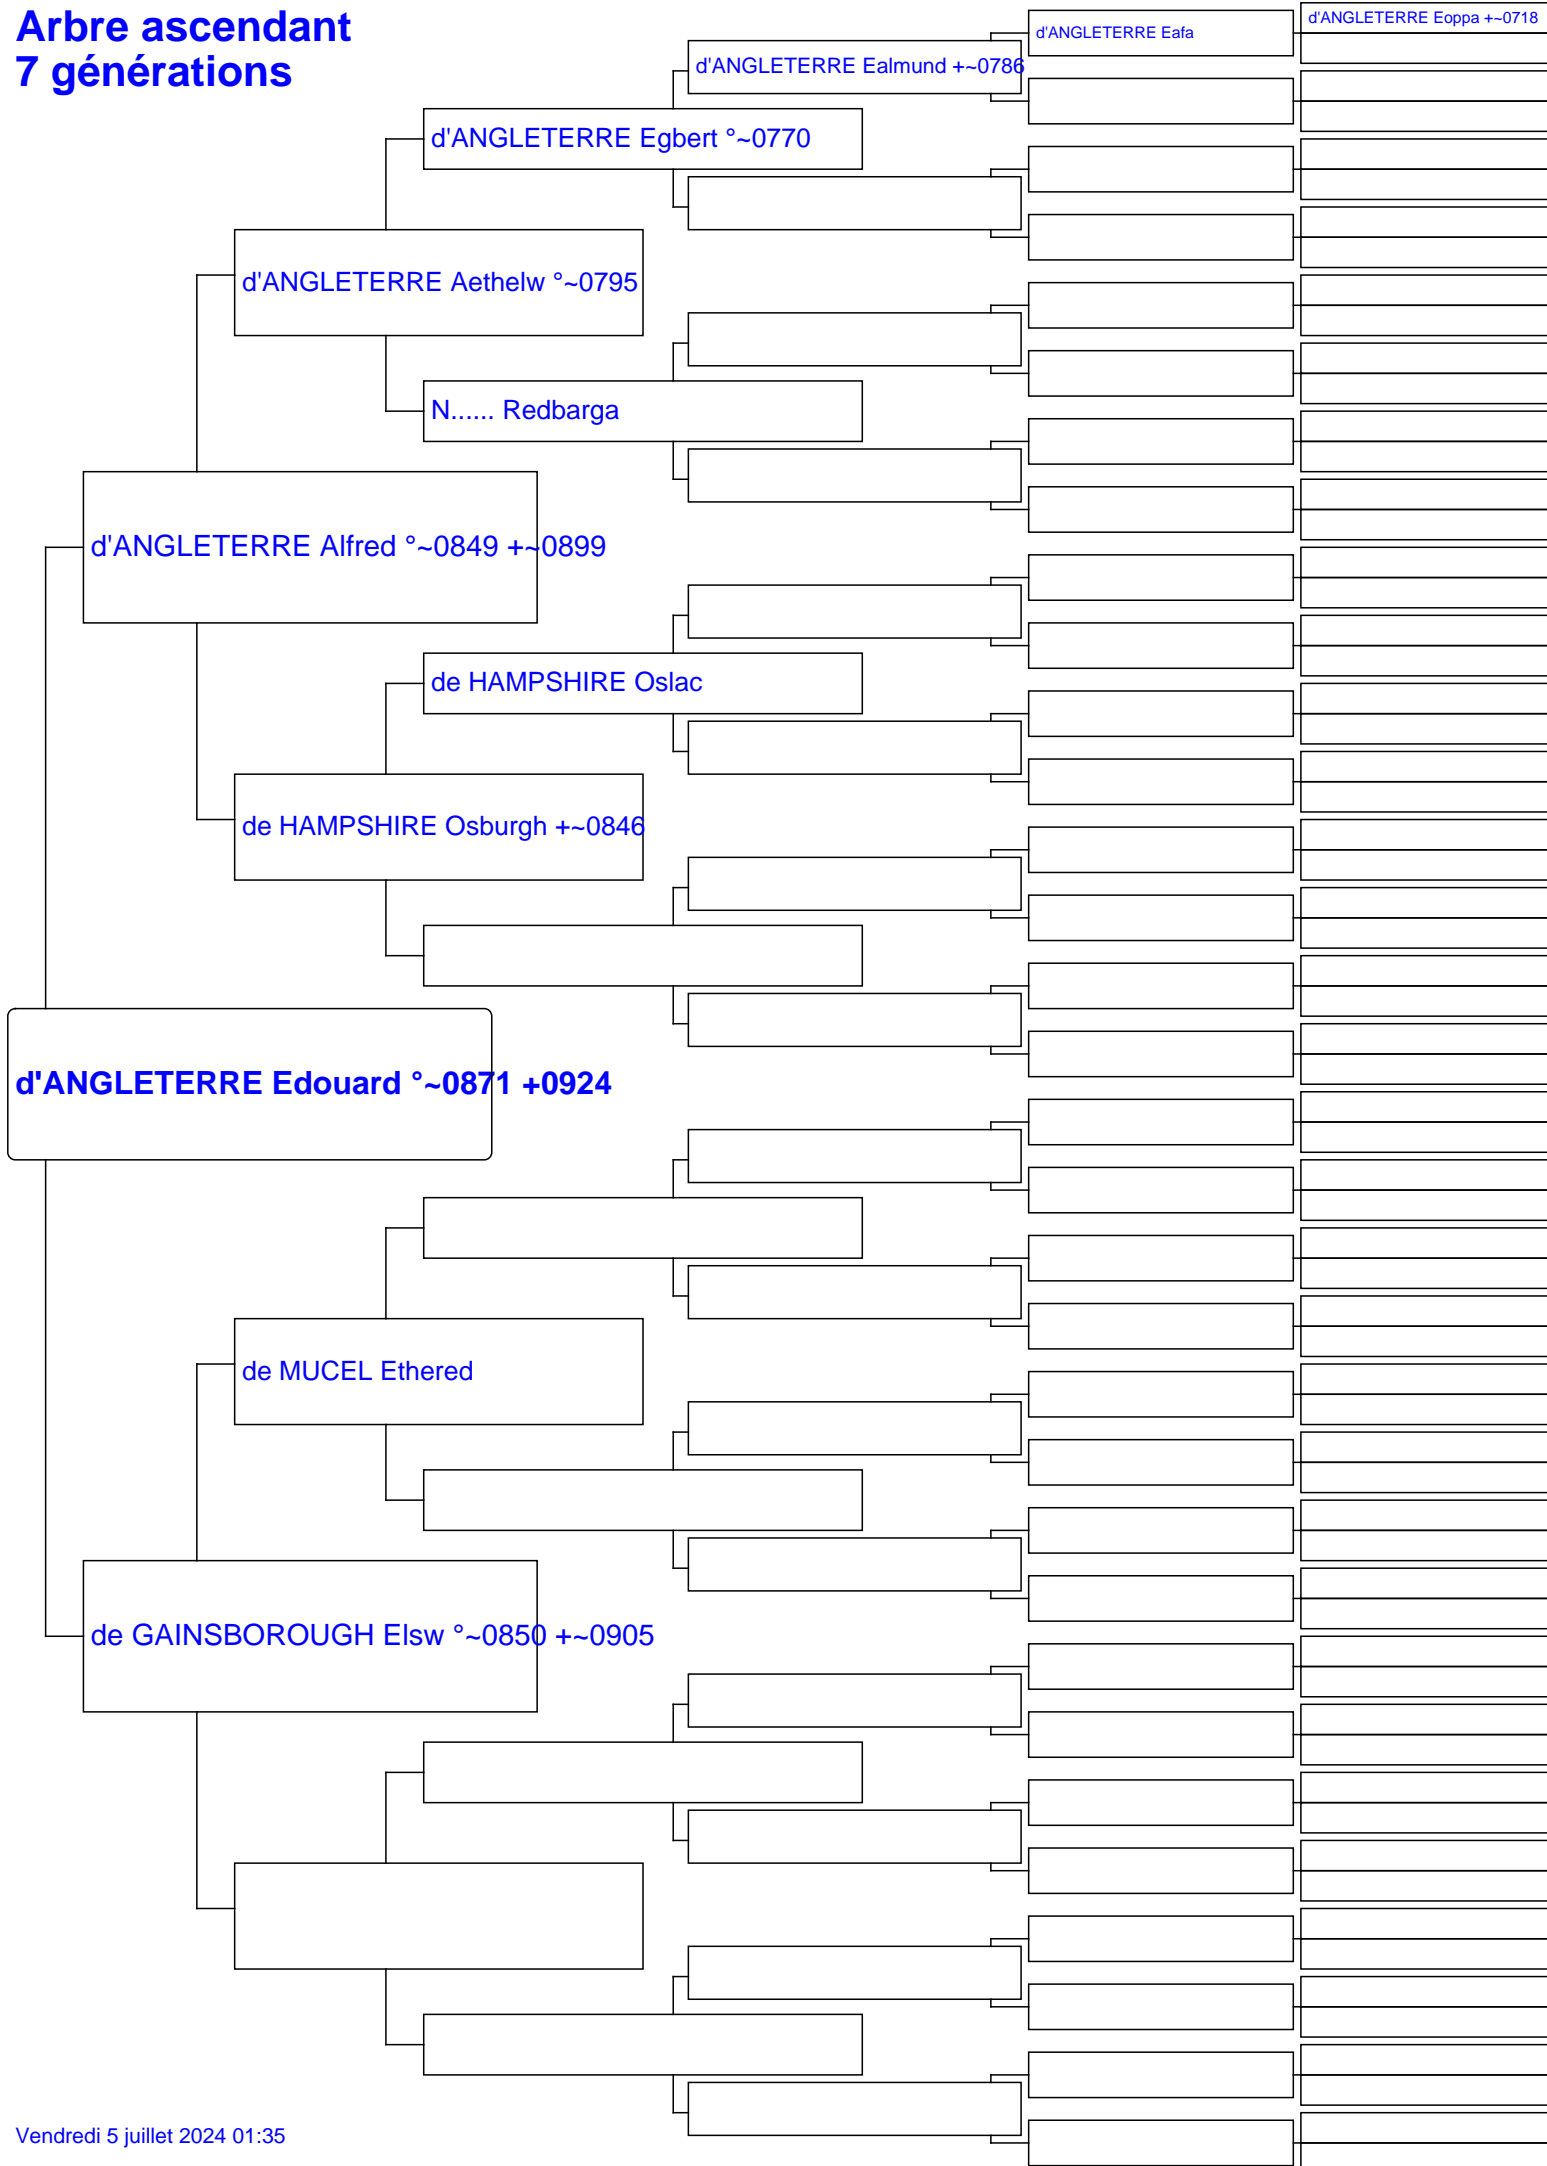 Arbre ascendant
7 générations
d'ANGLETERRE Eoppa +~0718
d'ANGLETERRE Eafa
d'ANGLETERRE Ealmund +~0786
d'ANGLETERRE Egbert °~0770
d'ANGLETERRE Aethelw °~0795
N...... Redbarga
d'ANGLETERRE Alfred °~0849 +~0899
de HAMPSHIRE Oslac
de HAMPSHIRE Osburgh +~0846
d'ANGLETERRE Edouard °~0871 +0924
de MUCEL Ethered
de GAINSBOROUGH Elsw °~0850 +~0905
Vendredi 5 juillet 2024 01:35